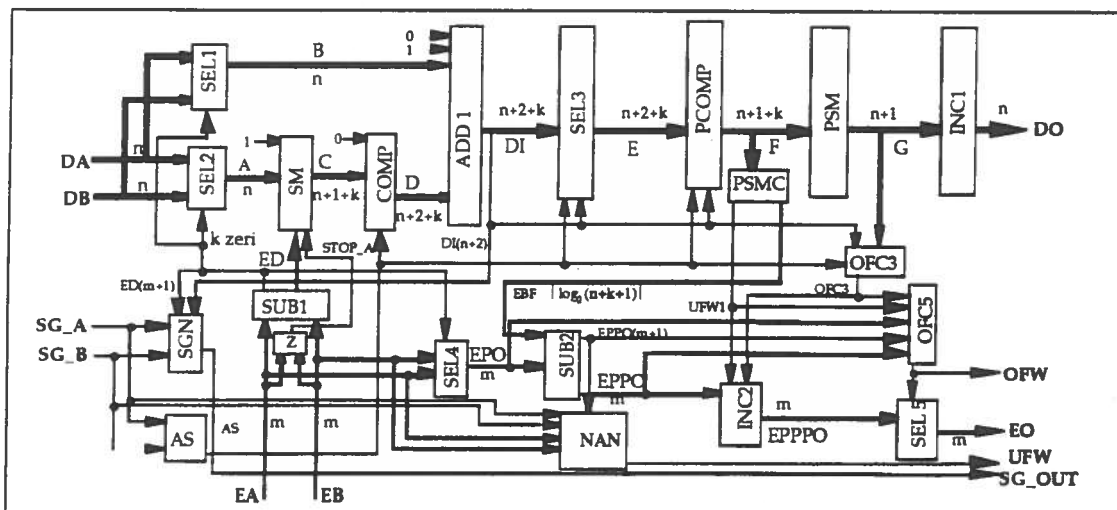 0
1
B
n
SEL1
ADD 1
n+2+k
DI
SEL3
n+2+k
E
PCOMP
n+1+k
F
PSM
n+1
G
INC1
n
DO
1
0
DA
n
DB
n
SEL2
A
n
SM
C
n+1+k
COMP
D
n+2+k
PSMC
k zeri
STOP_A
DI(n+2)
OFC3
ED
ED(m+1)
SUB1
EBF
log2 (n+k+1)
UFW1
OFC3
OFC5
SG_A
SG_B
SGN
Z
SEL4
EPO
m
SUB2
EPPO(m+1)
EPPO
m
INC2
m
EPPPO
SEL 5
OFW
m
EO
AS
AS
m
m
NAN
UFW
SG_OUT
EA
EB